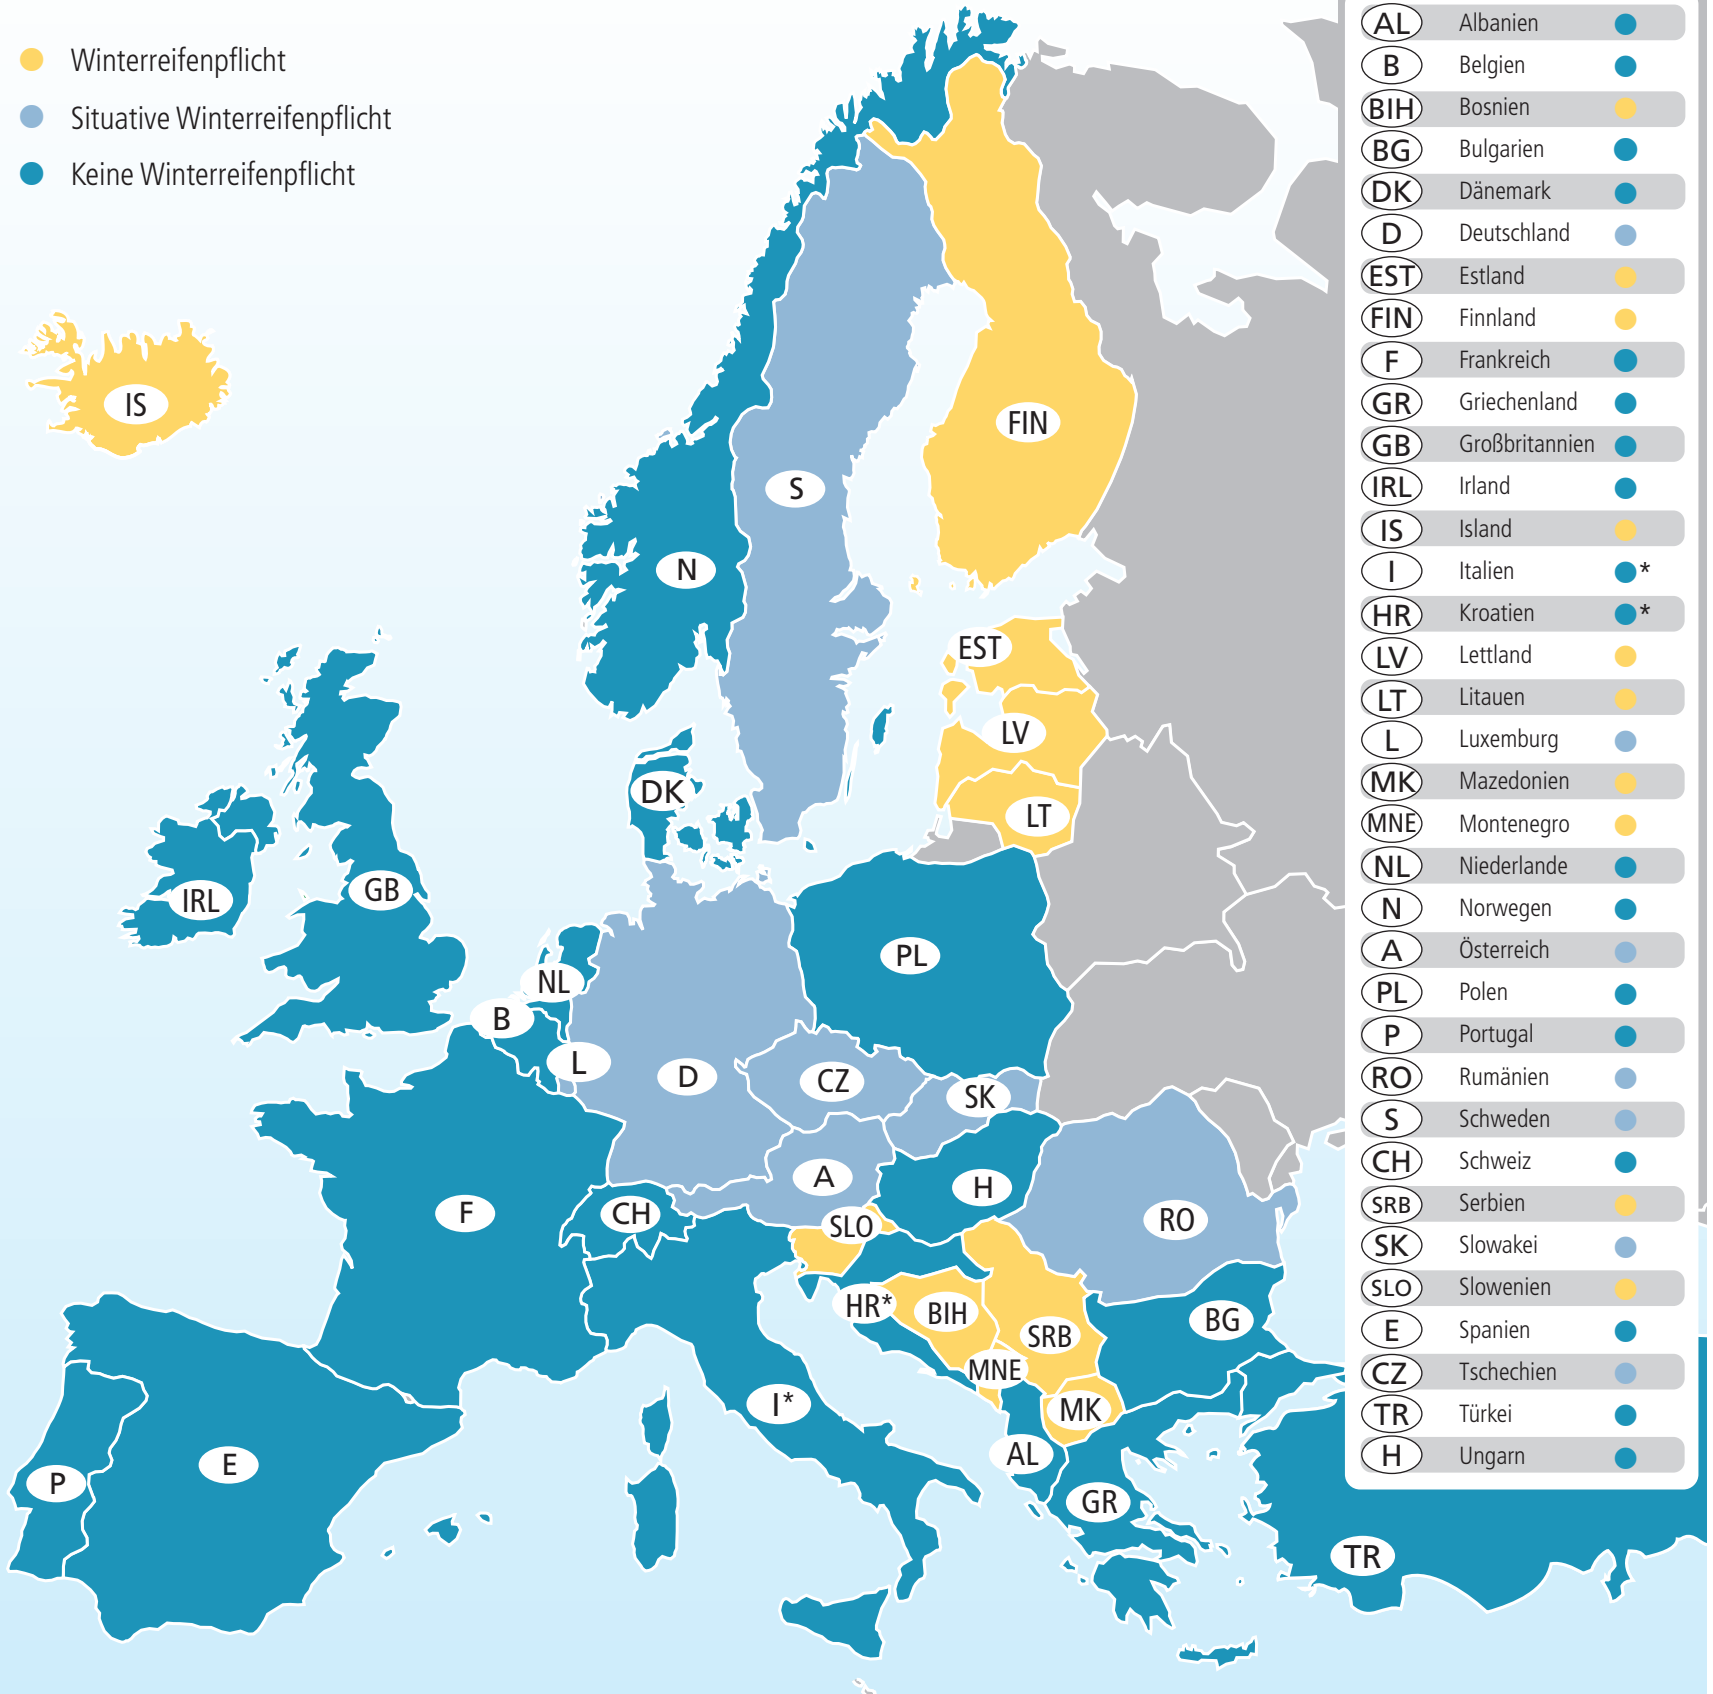 Winterreifenpflicht
Situative Winterreifenpflicht
Keine Winterreifenpflicht
IS
FIN
S
N
EST
LV
LT
DK
IRL
GB
NL
B
L
D
PL
CZ
SK
A
H
F
CH
SLO
RO
HR*
BIH
SRB
BG
MNE
MK
I*
AL
GR
P
E
TR
AL Albanien
B Belgien
BIH Bosnien
BG Bulgarien
DK Dänemark
D Deutschland
EST Estland
FIN Finnland
F Frankreich
GR Griechenland
GB Großbritannien
IRL Irland
IS Island
I Italien *
HR Kroatien *
LV Lettland
LT Litauen
L Luxemburg
MK Mazedonien
MNE Montenegro
NL Niederlande
N Norwegen
A Österreich
PL Polen
P Portugal
RO Rumänien
S Schweden
CH Schweiz
SRB Serbien
SK Slowakei
SLO Slowenien
E Spanien
CZ Tschechien
TR Türkei
H Ungarn